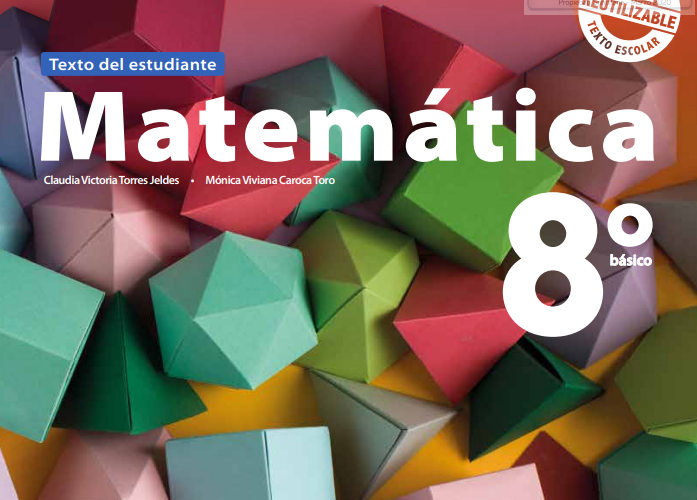 REUTILIZABLE
TEXTO ESCOLAR
Texto del estudiante
Matemática
Claudia Victoria Torres Jeldes • Mónica Viviana Caroca Toro
8°
básico